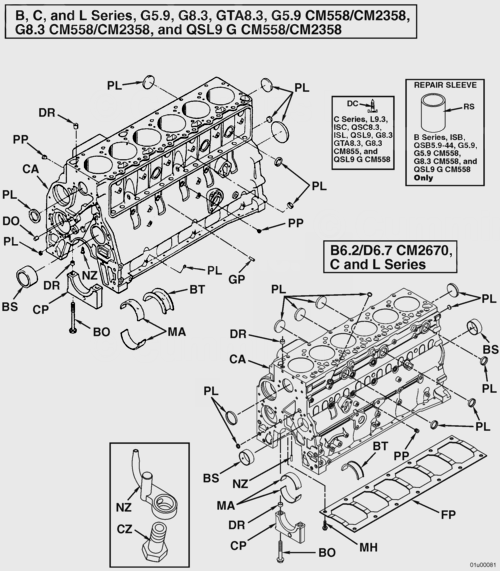 B, C, and L Series, G5.9, G8.3, GTA8.3, G5.9 CM558/CM2358,
G8.3 CM558/CM2358, and QSL9 G CM558/CM2358
PL
PL
DR
PP
CA
PL
DO
PL
BS
DR
NZ
CP
BO
MA
BT
PL
GP
PP
PL
DC
C Series, L9.3,
ISC, QSC8.3,
ISL, QSL9, G8.3
GTA8.3, G8.3
CM855, and
QSL9 G CM558
REPAIR SLEEVE
RS
B Series, ISB,
QSB5.9-44, G5.9,
G5.9 CM558,
G8.3 CM558, and
QSL9 G CM558
Only
B6.2/D6.7 CM2670,
C and L Series
PL
PL
DR
CA
BS
PL
PL
PL
BS
NZ
MA
DR
CP
BO
MH
BT
PP
FP
NZ
CZ
01u00081